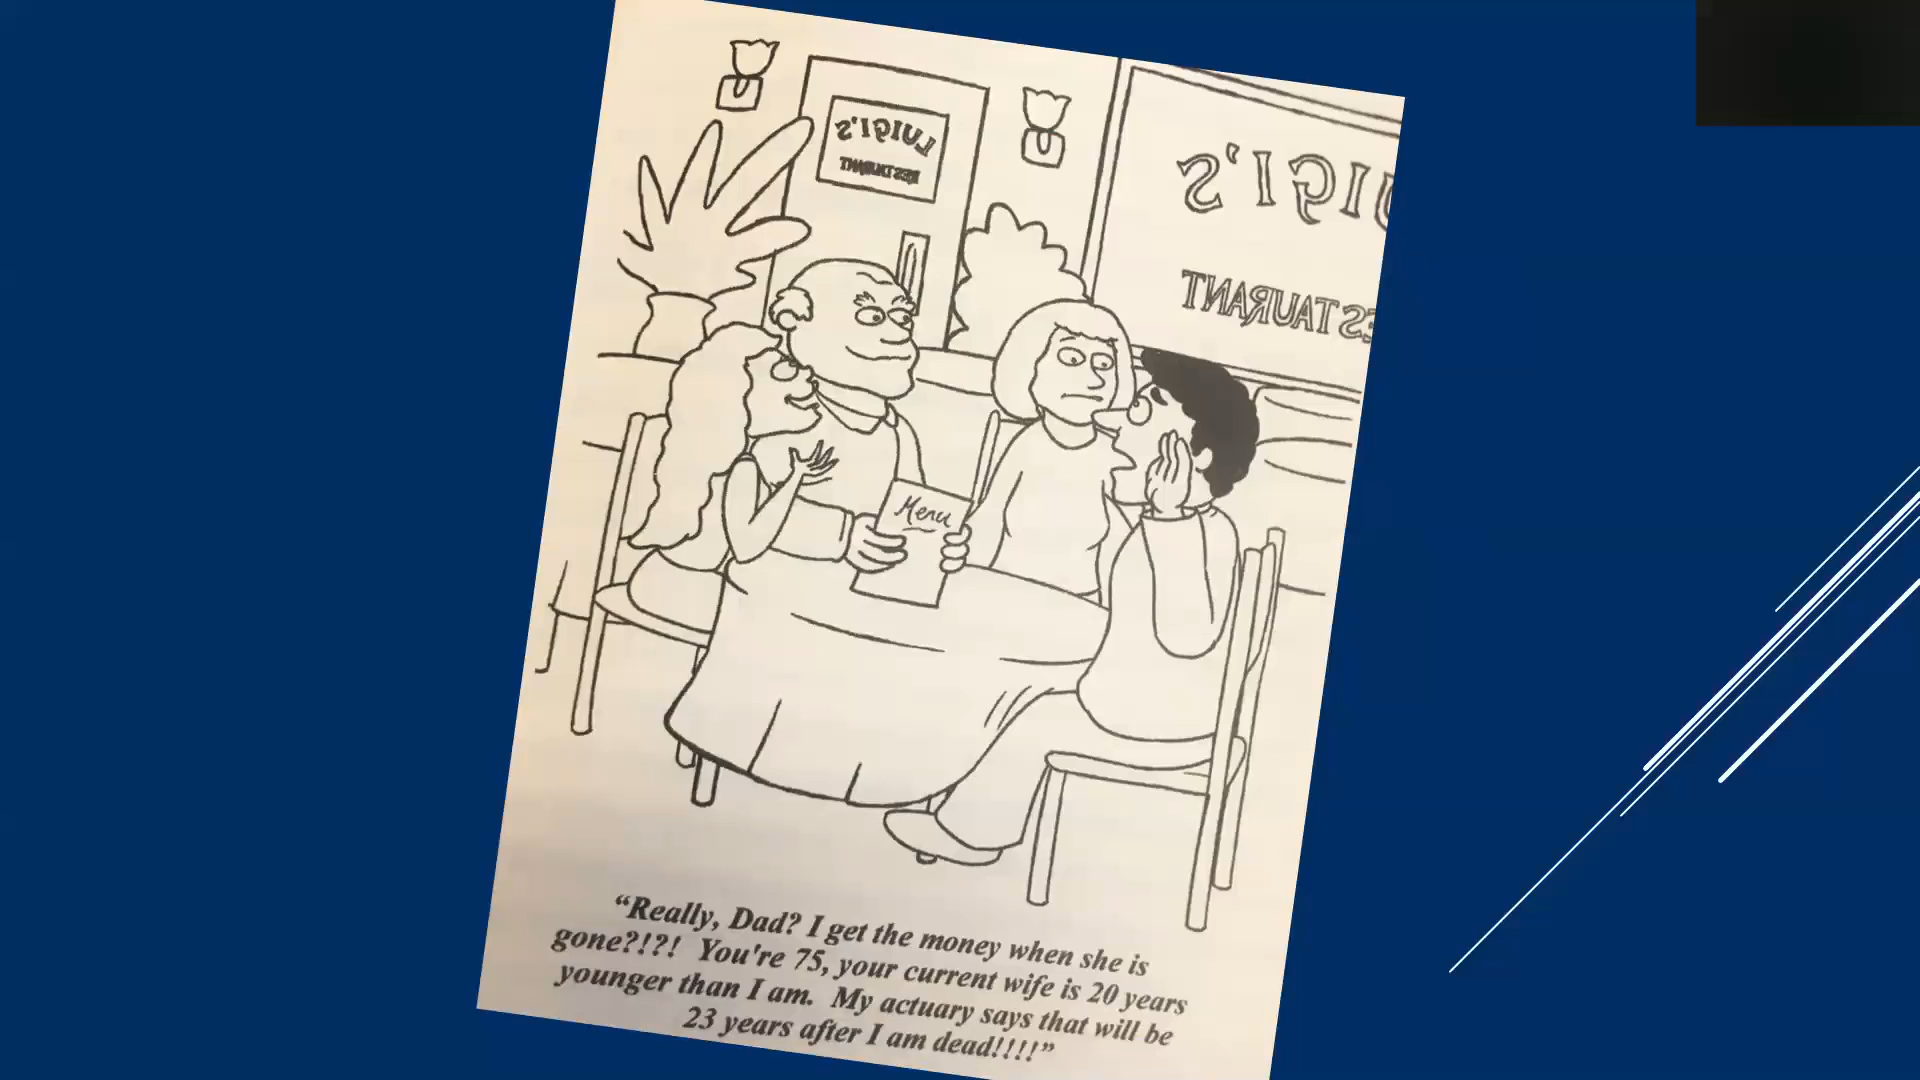 LUIGI'S
RESTAURANT
UIGI'S
ESTAURANT
Menu
“Really, Dad? I get the money when she is
gone?!?! You're 75, your current wife is 20 years
younger than I am. My actuary says that will be
23 years after I am dead!!!!”